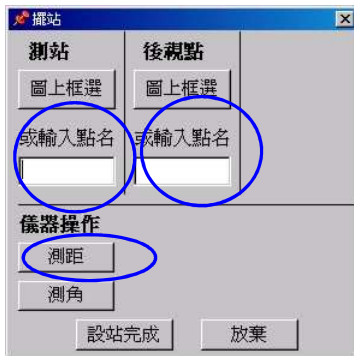 擺站
測站 後視點
圖上框選 圖上框選
或輸入點名 或輸入點名
儀器操作
測距
測角
設站完成 放棄